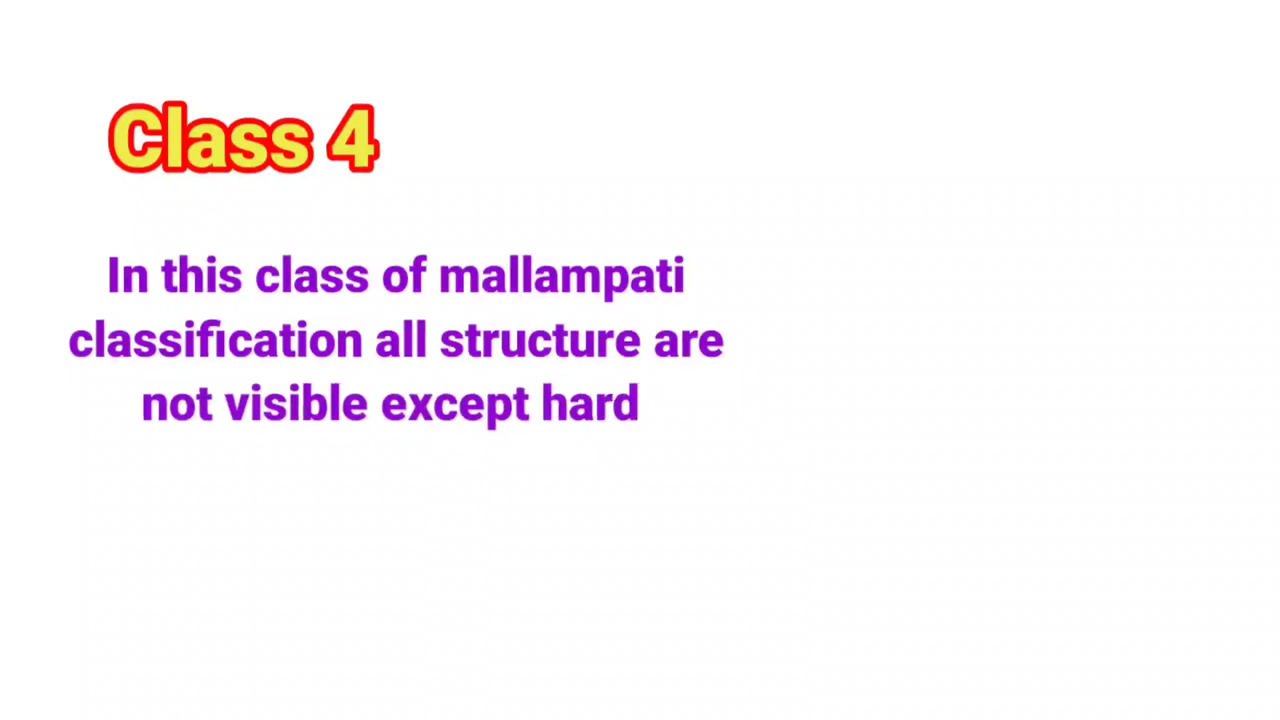 Class 4
In this class of mallampati
classification all structure are
not visible except hard